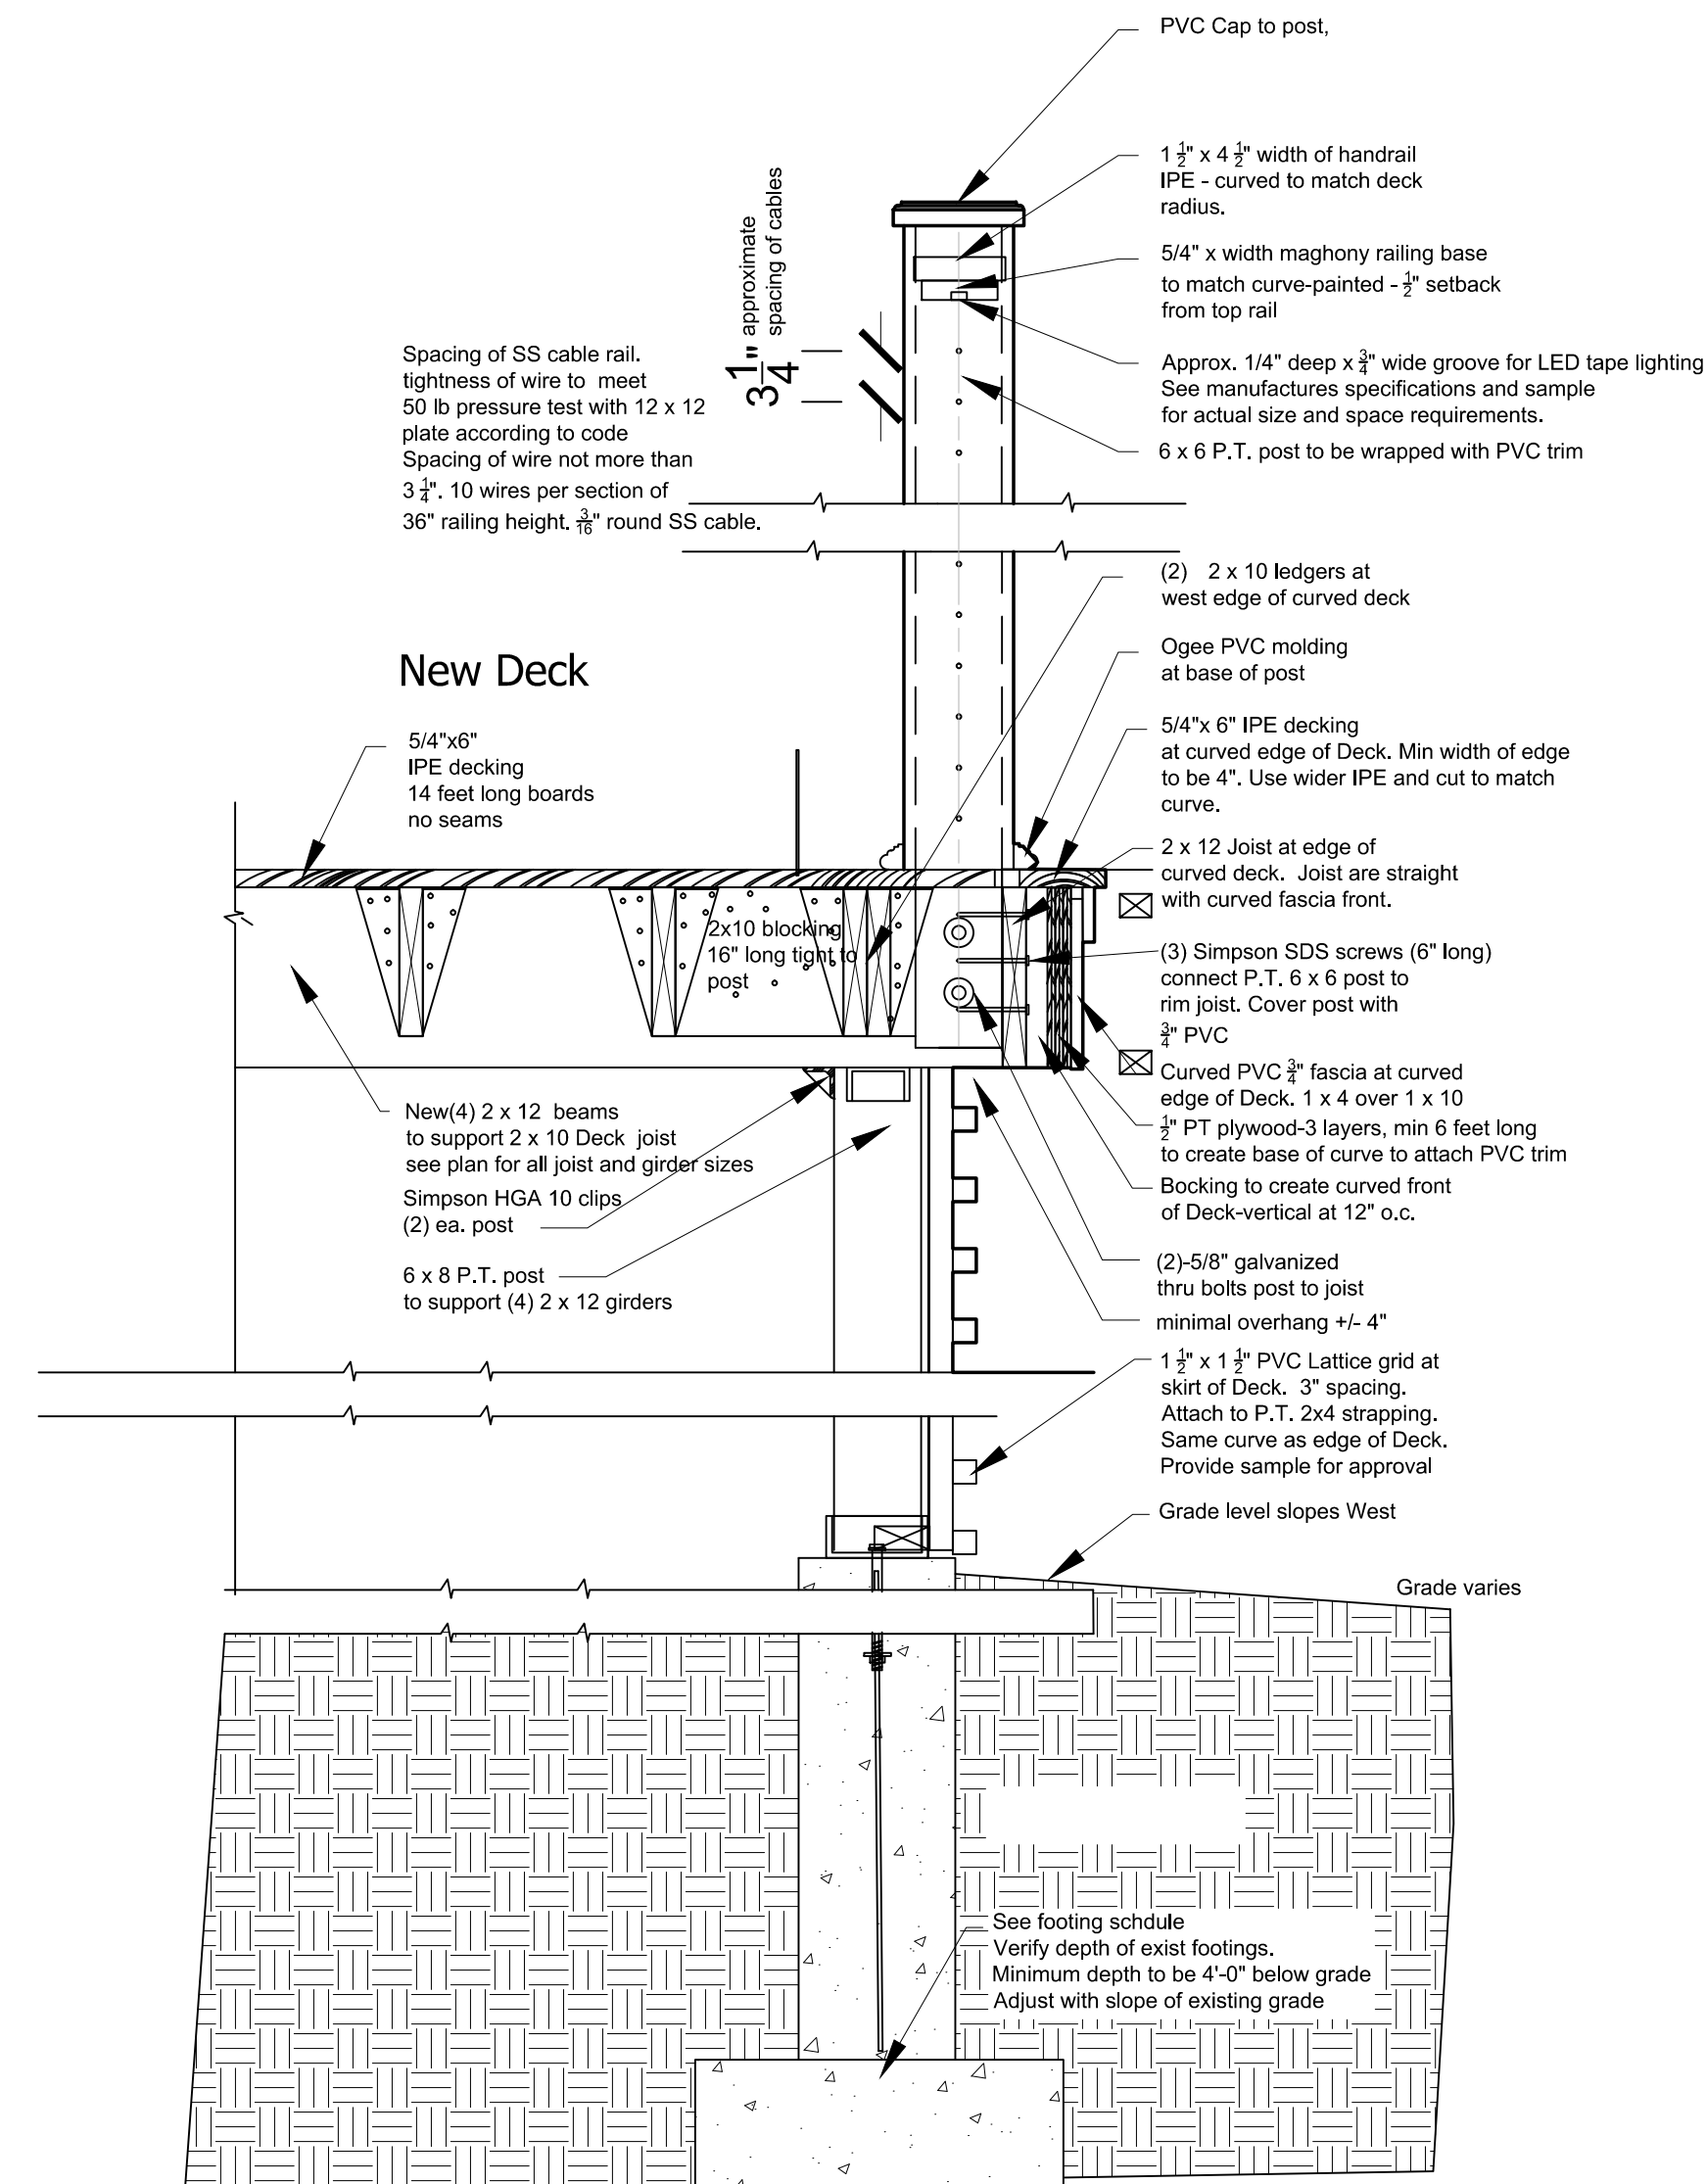 PVC Cap to post,
1 1/2" x 4 1/2" width of handrail
IPE - curved to match deck
radius.
5/4" x width maghony railing base
to match curve-painted - 1/2" setback
from top rail
Approx. 1/4" deep x 3/4" wide groove for LED tape lighting
See manufactures specifications and sample
for actual size and space requirements.
6 x 6 P.T. post to be wrapped with PVC trim
3 1/4" approximate
spacing of cables
Spacing of SS cable rail.
tightness of wire to meet
50 lb pressure test with 12 x 12
plate according to code
Spacing of wire not more than
3 1/4". 10 wires per section of
36" railing height. 3/16" round SS cable.
(2) 2 x 10 ledgers at
west edge of curved deck
Ogee PVC molding
at base of post
New Deck
5/4"x6"
IPE decking
14 feet long boards
no seams
5/4"x 6" IPE decking
at curved edge of Deck. Min width of edge
to be 4". Use wider IPE and cut to match
curve.
2 x 12 Joist at edge of
curved deck. Joist are straight
with curved fascia front.
2x10 blocking
16" long tight to
post
(3) Simpson SDS screws (6" long)
connect P.T. 6 x 6 post to
rim joist. Cover post with
3/4" PVC
Curved PVC 3/4" fascia at curved
edge of Deck. 1 x 4 over 1 x 10
1/2" PT plywood-3 layers, min 6 feet long
to create base of curve to attach PVC trim
Bocking to create curved front
of Deck-vertical at 12" o.c.
New(4) 2 x 12 beams
to support 2 x 10 Deck joist
see plan for all joist and girder sizes
Simpson HGA 10 clips
(2) ea. post
6 x 8 P.T. post
to support (4) 2 x 12 girders
(2)-5/8" galvanized
thru bolts post to joist
minimal overhang +/- 4"
1 1/2" x 1 1/2" PVC Lattice grid at
skirt of Deck. 3" spacing.
Attach to P.T. 2x4 strapping.
Same curve as edge of Deck.
Provide sample for approval
Grade level slopes West
Grade varies
See footing schdule
Verify depth of exist footings.
Minimum depth to be 4'-0" below grade
Adjust with slope of existing grade